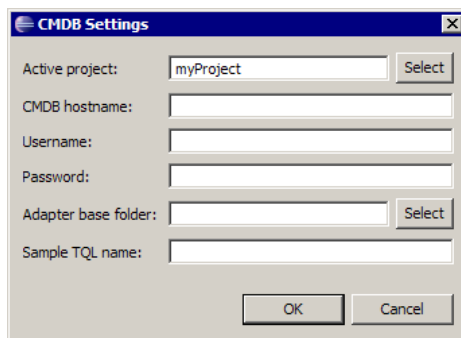 CMDB Settings
Active project: myProject Select
CMDB hostname:
Username:
Password:
Adapter base folder: Select
Sample TQL name:
OK Cancel